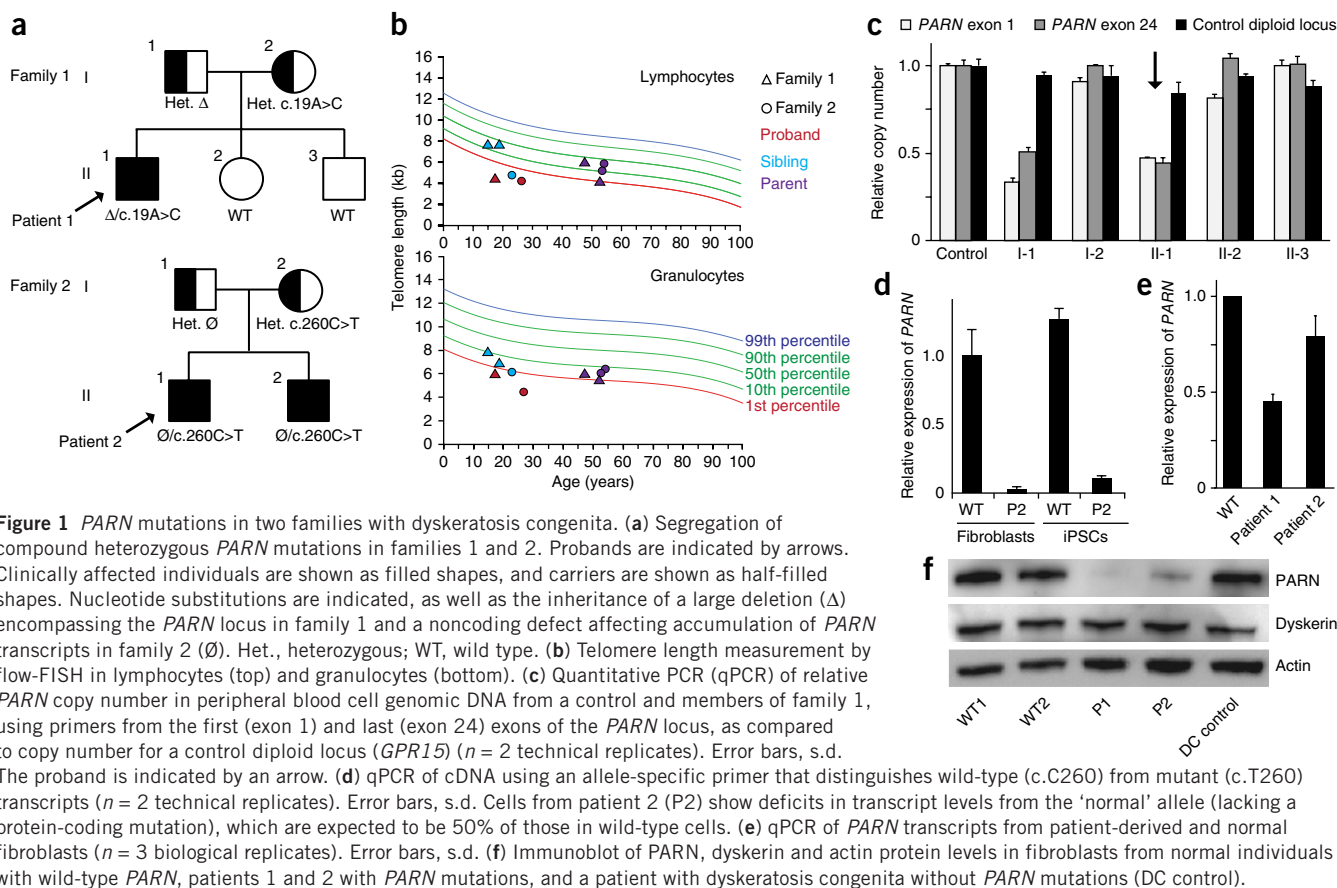 a
Family 1 I
1
2
Het. Δ
Het. c.19A>C
II
1
2
3
Patient 1
Δ/c.19A>C
WT
WT
Family 2 I
1
2
Het. Ø
Het. c.260C>T
II
1
2
Patient 2
Ø/c.260C>T
Ø/c.260C>T
b
Telomere length (kb)
16
14
12
10
8
6
4
2
0
0 10 20 30 40 50 60 70 80 90 100
Lymphocytes
Family 1
Family 2
Proband
Sibling
Parent
16
14
12
10
8
6
4
2
0
0 10 20 30 40 50 60 70 80 90 100
Granulocytes
99th percentile
90th percentile
50th percentile
10th percentile
1st percentile
Age (years)
c
PARN exon 1 PARN exon 24 Control diploid locus
Relative copy number
1.0
0.5
0
Control I-1 I-2 II-1 II-2 II-3
d
Relative expression of PARN
1.0
0
WT P2 WT P2
Fibroblasts iPSCs
e
Relative expression of PARN
1.0
0.5
0
WT
Patient 1
Patient 2
f
PARN
Dyskerin
Actin
WT1
WT2
P1
P2
DC control
Figure 1 PARN mutations in two families with dyskeratosis congenita. (a) Segregation of
compound heterozygous PARN mutations in families 1 and 2. Probands are indicated by arrows.
Clinically affected individuals are shown as filled shapes, and carriers are shown as half-filled
shapes. Nucleotide substitutions are indicated, as well as the inheritance of a large deletion (Δ)
encompassing the PARN locus in family 1 and a noncoding defect affecting accumulation of PARN
transcripts in family 2 (Ø). Het., heterozygous; WT, wild type. (b) Telomere length measurement by
flow-FISH in lymphocytes (top) and granulocytes (bottom). (c) Quantitative PCR (qPCR) of relative
PARN copy number in peripheral blood cell genomic DNA from a control and members of family 1,
using primers from the first (exon 1) and last (exon 24) exons of the PARN locus, as compared
to copy number for a control diploid locus (GPR15) (n = 2 technical replicates). Error bars, s.d.
The proband is indicated by an arrow. (d) qPCR of cDNA using an allele-specific primer that distinguishes wild-type (c.C260) from mutant (c.T260)
transcripts (n = 2 technical replicates). Error bars, s.d. Cells from patient 2 (P2) show deficits in transcript levels from the ‘normal’ allele (lacking a
protein-coding mutation), which are expected to be 50% of those in wild-type cells. (e) qPCR of PARN transcripts from patient-derived and normal
fibroblasts (n = 3 biological replicates). Error bars, s.d. (f) Immunoblot of PARN, dyskerin and actin protein levels in fibroblasts from normal individuals
with wild-type PARN, patients 1 and 2 with PARN mutations, and a patient with dyskeratosis congenita without PARN mutations (DC control).